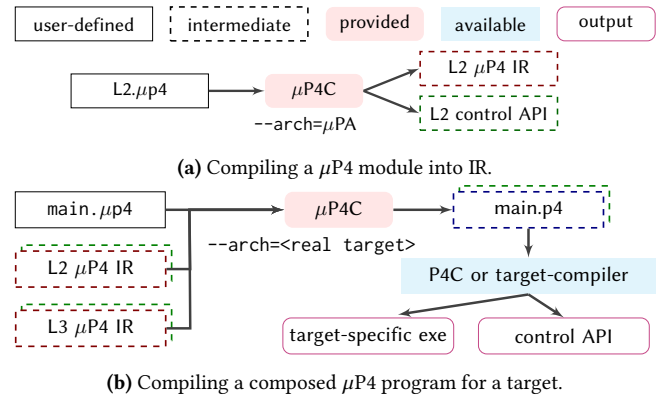 user-defined intermediate provided available output
L2.μp4 μP4C L2 μP4 IR
L2 control API
--arch=μPA
(a) Compiling a μP4 module into IR.
main.μp4 μP4C main.p4
--arch=<real target>
L2 μP4 IR P4C or target-compiler
L3 μP4 IR target-specific exe control API
(b) Compiling a composed μP4 program for a target.